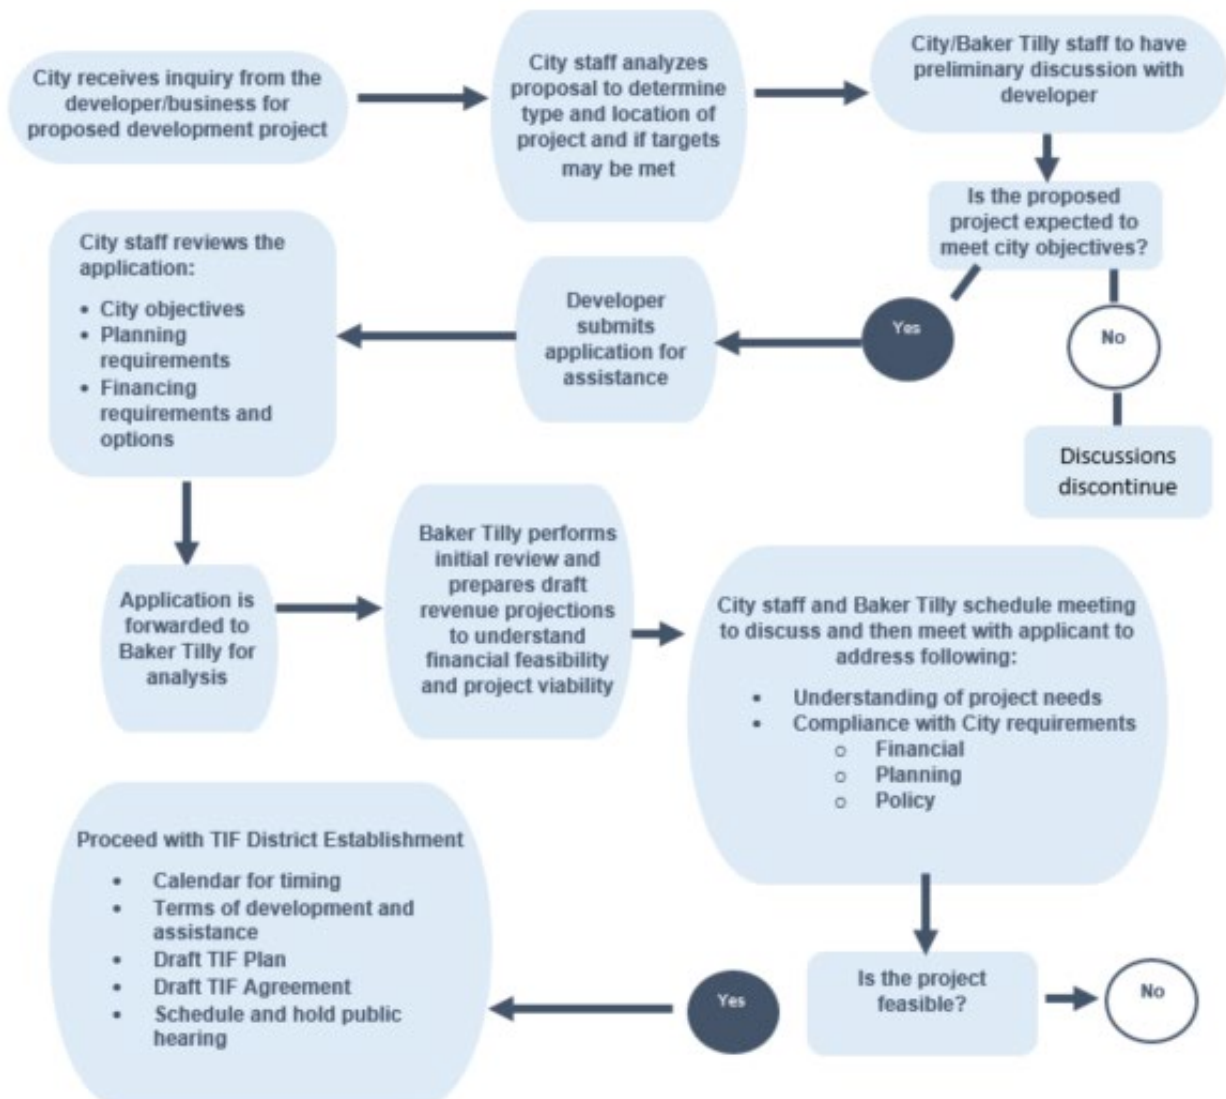 City receives inquiry from the
developer/business for
proposed development project
City staff analyzes
proposal to determine
type and location of
project and if targets
may be met
City/Baker Tilly staff to have
preliminary discussion with
developer
Is the proposed
project expected to
meet city objectives?
Yes
No
Discussions
discontinue
Developer
submits
application for
assistance
City staff reviews the
application:
• City objectives
• Planning
requirements
• Financing
requirements and
options
Application is
forwarded to
Baker Tilly for
analysis
Baker Tilly performs
initial review and
prepares draft
revenue projections
to understand
financial feasibility
and project viability
City staff and Baker Tilly schedule meeting
to discuss and then meet with applicant to
address following:
• Understanding of project needs
• Compliance with City requirements
o Financial
o Planning
o Policy
Is the project
feasible?
No
Yes
Proceed with TIF District Establishment
• Calendar for timing
• Terms of development and
assistance
• Draft TIF Plan
• Draft TIF Agreement
• Schedule and hold public
hearing